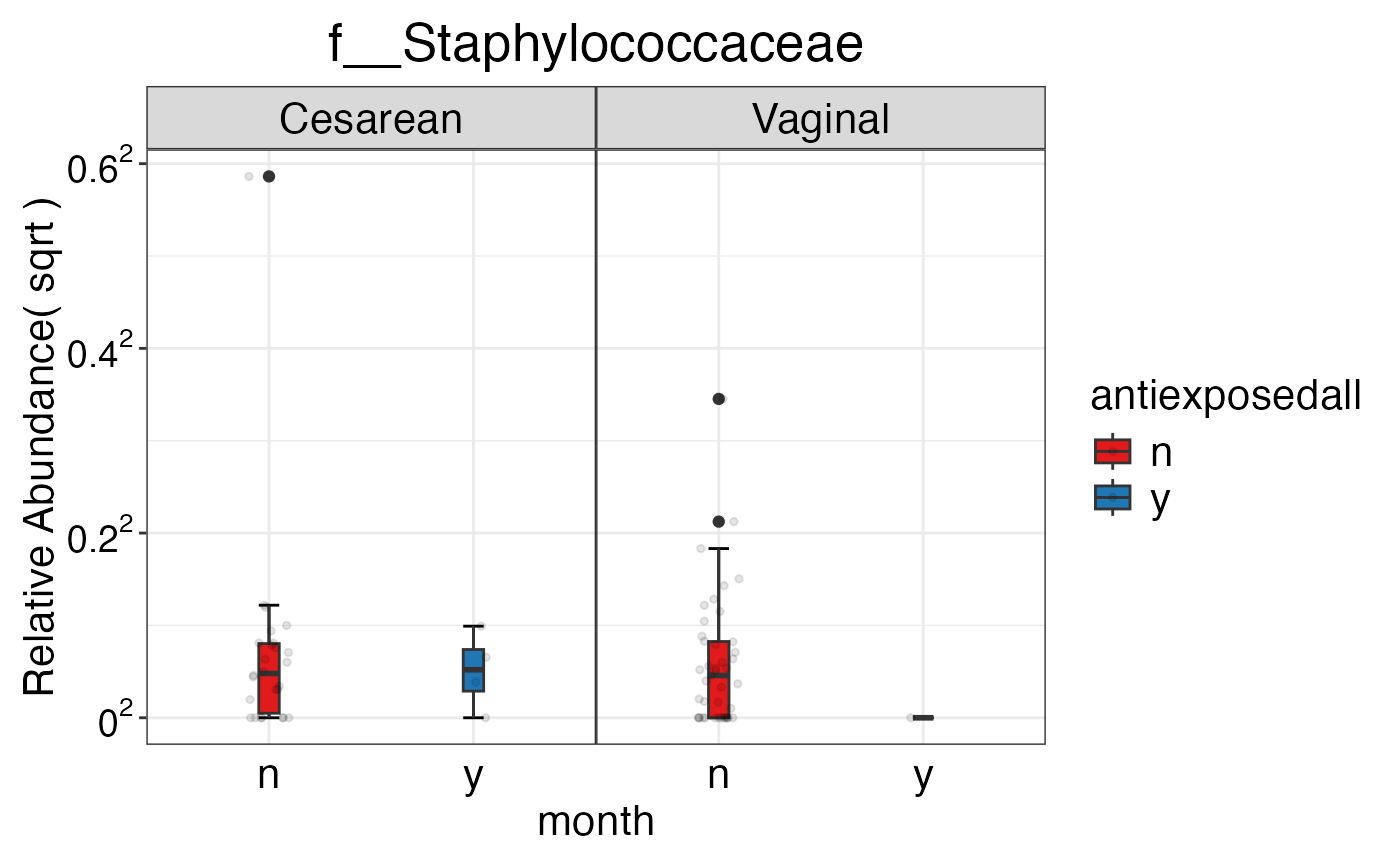 f__Staphylococcaceae
Cesarean
Vaginal
Relative Abundance( sqrt )
0.6²
0.4²
0.2²
0²
n
y
n
y
month
antiexposedall
n
y